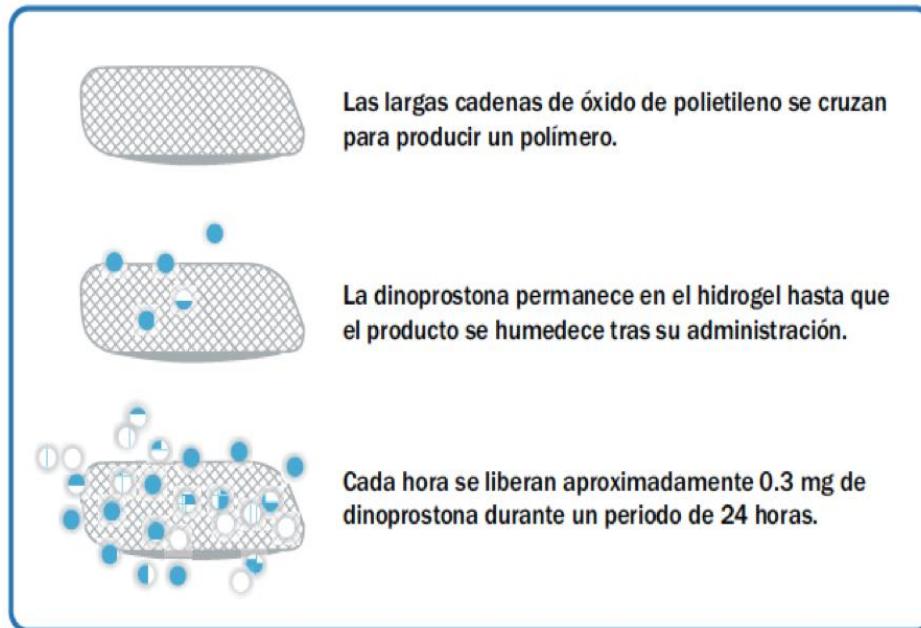 Las largas cadenas de óxido de polietileno se cruzan
para producir un polímero.
La dinoprostona permanece en el hidrogel hasta que
el producto se humedece tras su administración.
Cada hora se liberan aproximadamente 0.3 mg de
dinoprostona durante un periodo de 24 horas.